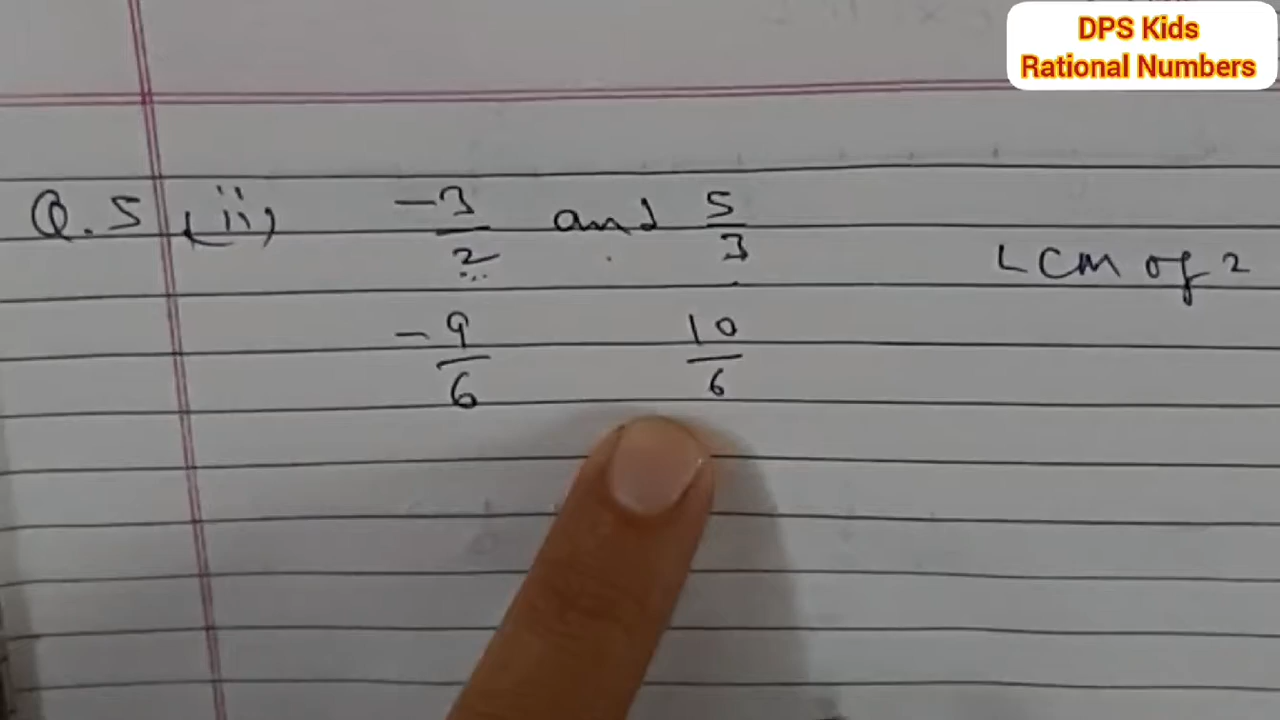 DPS Kids
Rational Numbers
Q.5 (ii) -3/2 and 5/3
LCM of 2
-9/6 10/6